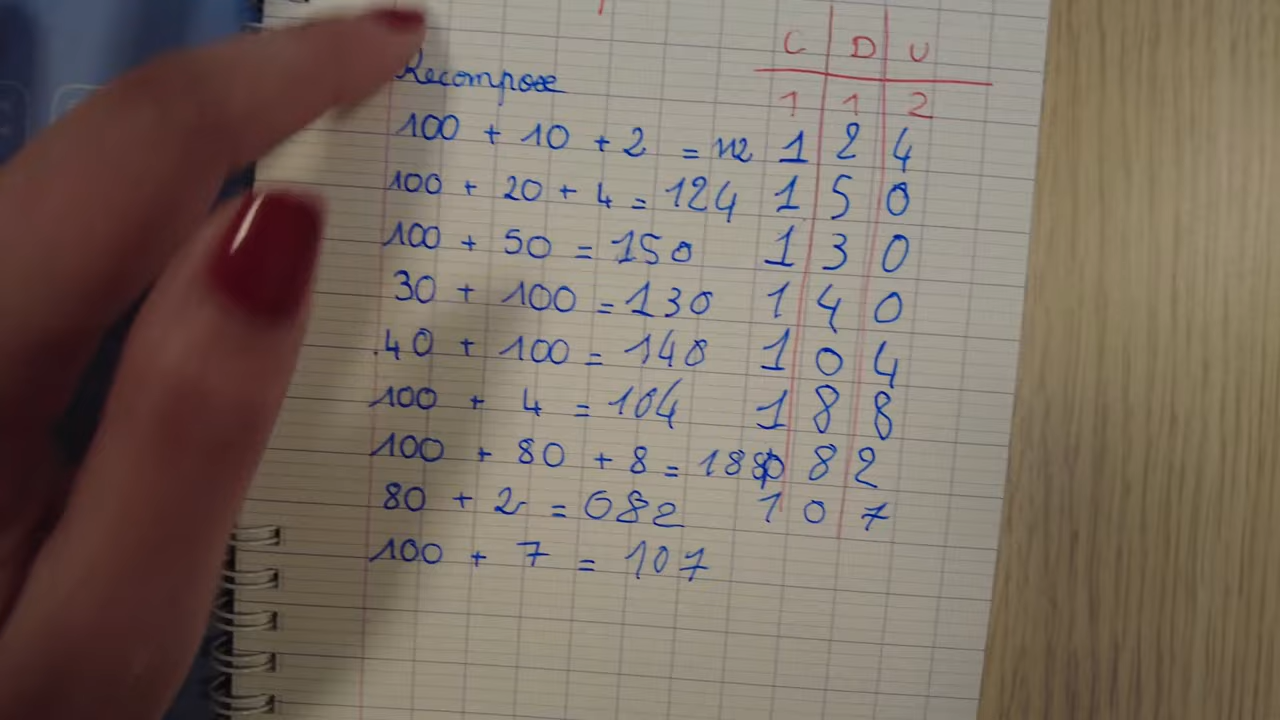 C D U
Recompose
1 1 2
100 + 10 + 2 = 112 1 2 4
100 + 20 + 4 = 124 1 5 0
100 + 50 = 150 1 3 0
30 + 100 = 130 1 4 0
40 + 100 = 140 1 0 4
100 + 4 = 104 1 8 8
100 + 80 + 8 = 188 0 8 2
80 + 2 = 082 1 0 7
100 + 7 = 107